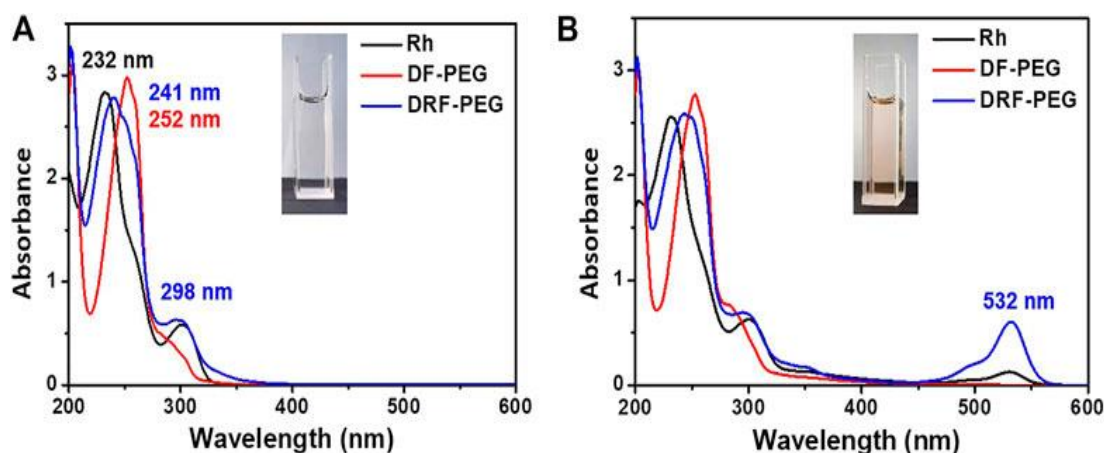 A
Rh
DF-PEG
DRF-PEG
232 nm
241 nm
252 nm
298 nm
Absorbance
3
2
1
0
200 300 400 500 600
Wavelength (nm)
B
Rh
DF-PEG
DRF-PEG
532 nm
Absorbance
3
2
1
0
200 300 400 500 600
Wavelength (nm)